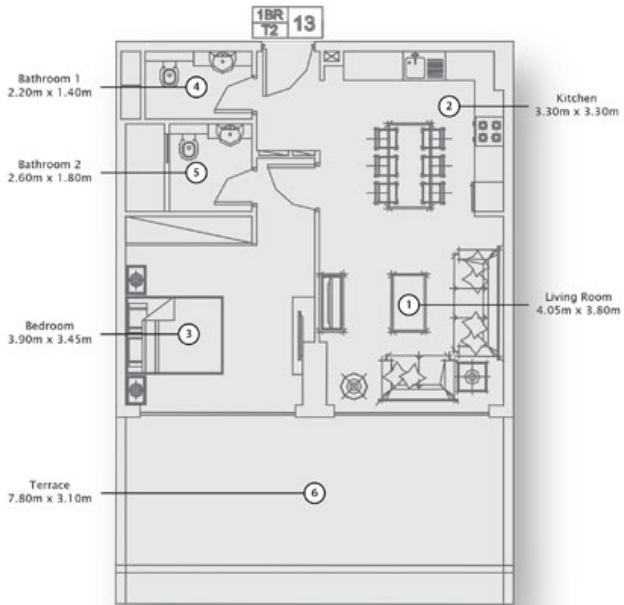 1BR
T2
13
Bathroom 1
2.20m x 1.40m
4
2
Kitchen
3.30m x 3.30m
Bathroom 2
2.60m x 1.80m
5
1
Living Room
4.05m x 3.80m
Bedroom
3.90m x 3.45m
3
Terrace
7.80m x 3.10m
6